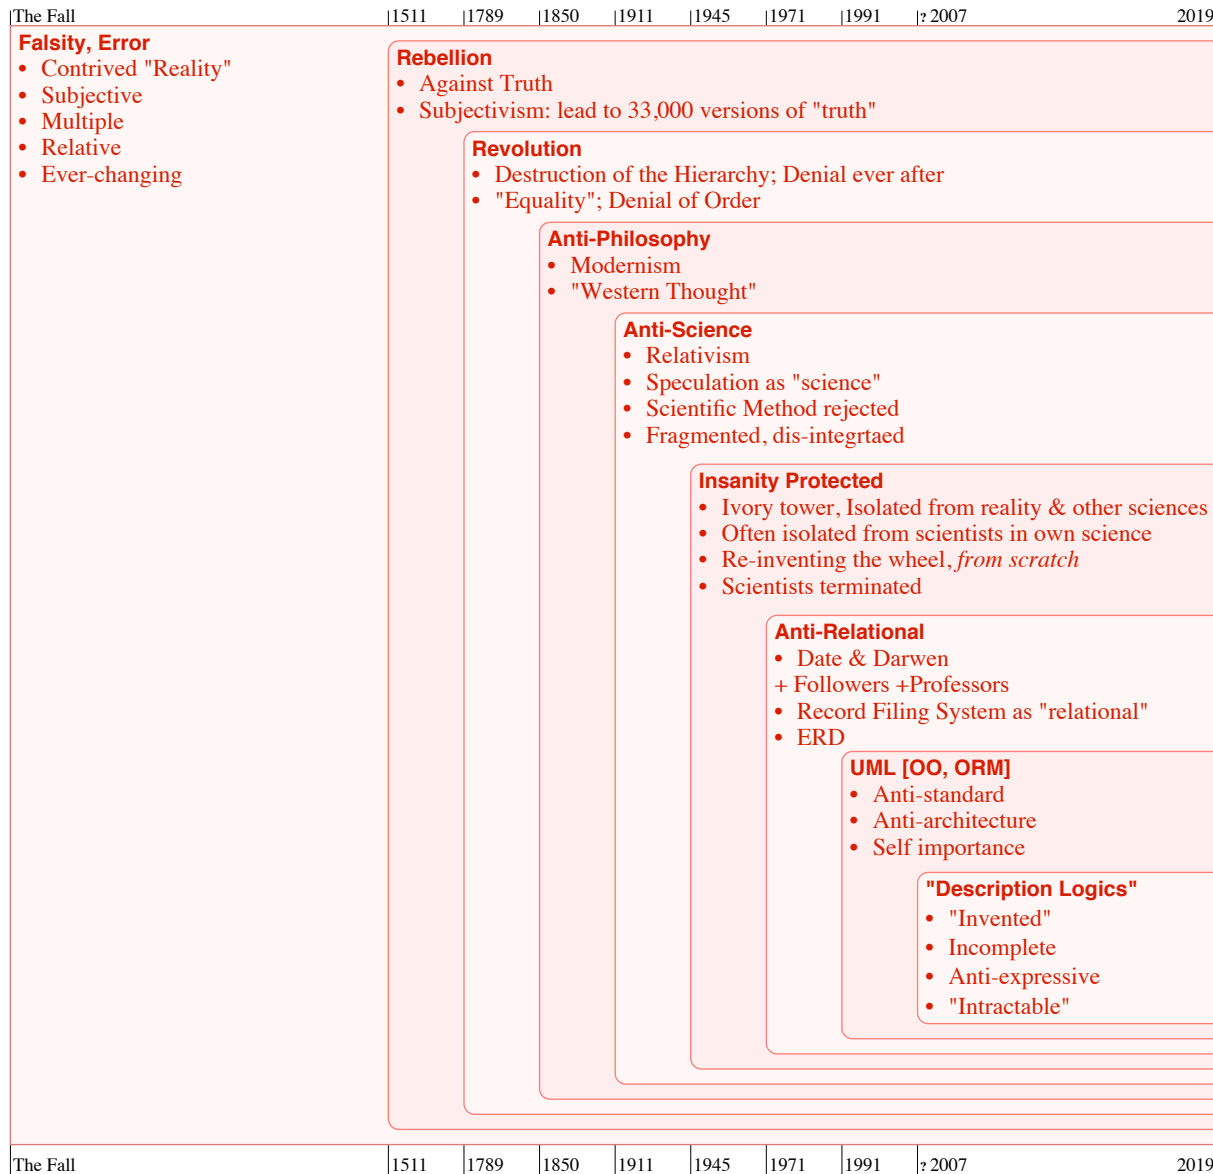 The Fall |1511 |1789 |1850 |1911 |1945 |1971 |1991 |? 2007 2019
Falsity, Error
• Contrived "Reality"
• Subjective
• Multiple
• Relative
• Ever-changing
Rebellion
• Against Truth
• Subjectivism: lead to 33,000 versions of "truth"
Revolution
• Destruction of the Hierarchy; Denial ever after
• "Equality"; Denial of Order
Anti-Philosophy
• Modernism
• "Western Thought"
Anti-Science
• Relativism
• Speculation as "science"
• Scientific Method rejected
• Fragmented, dis-integrtaed
Insanity Protected
• Ivory tower, Isolated from reality & other sciences
• Often isolated from scientists in own science
• Re-inventing the wheel, from scratch
• Scientists terminated
Anti-Relational
• Date & Darwen
+ Followers +Professors
• Record Filing System as "relational"
• ERD
UML [OO, ORM]
• Anti-standard
• Anti-architecture
• Self importance
"Description Logics"
• "Invented"
• Incomplete
• Anti-expressive
• "Intractable"
The Fall |1511 |1789 |1850 |1911 |1945 |1971 |1991 |? 2007 2019